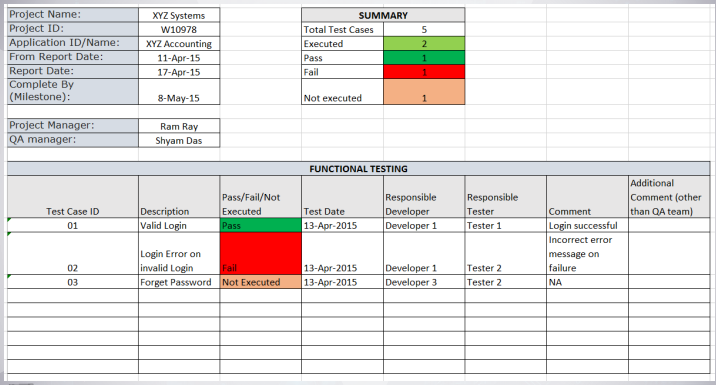 Project Name: XYZ Systems SUMMARY
Project ID: W10978 Total Test Cases 5
Application ID/Name: XYZ Accounting Executed 2
From Report Date: 11-Apr-15 Pass 1
Report Date: 17-Apr-15 Fail 1
Complete By
(Milestone): 8-May-15 Not executed 1
Project Manager: Ram Ray
QA manager: Shyam Das
FUNCTIONAL TESTING
Test Case ID Description Pass/Fail/Not Executed Test Date Responsible Developer Responsible Tester Comment Additional Comment (other than QA team)
01 Valid Login Pass 13-Apr-2015 Developer 1 Tester 1 Login successful
02 Login Error on invalid Login Fail 13-Apr-2015 Developer 1 Tester 2 Incorrect error message on failure
03 Forget Password Not Executed 13-Apr-2015 Developer 3 Tester 2 NA